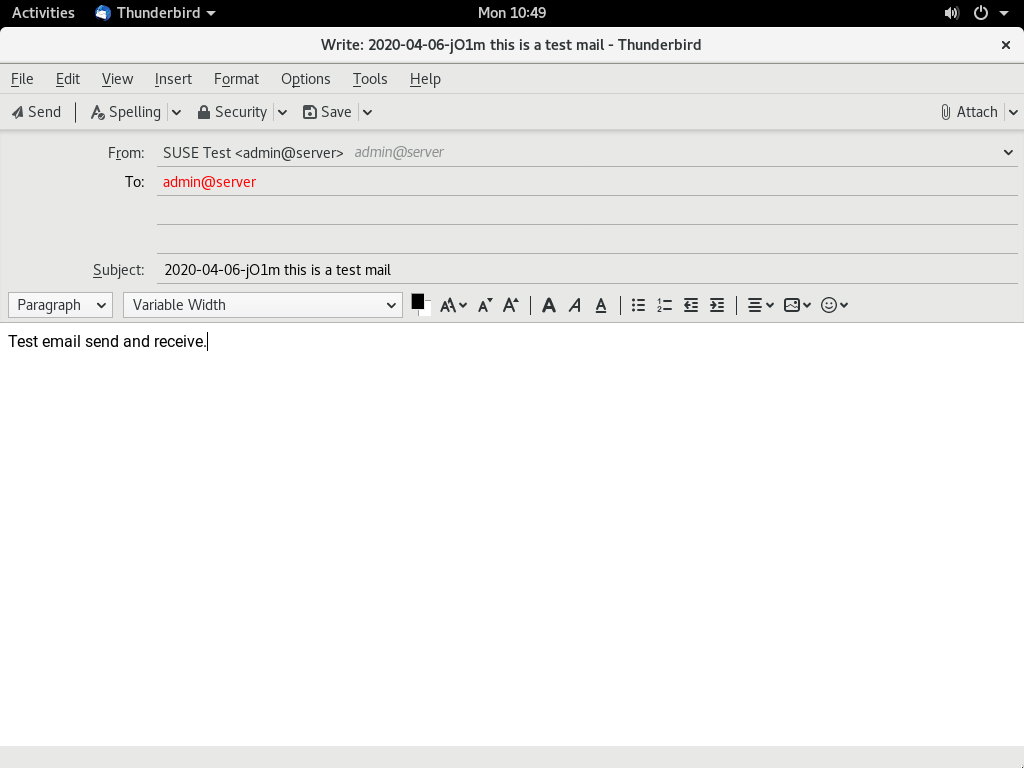 Activities Thunderbird Mon 10:49
Write: 2020-04-06-jO1m this is a test mail - Thunderbird
File Edit View Insert Format Options Tools Help
Send Spelling Security Save Attach
From: SUSE Test <admin@server> admin@server
To: admin@server
Subject: 2020-04-06-jO1m this is a test mail
Paragraph Variable Width
Test email send and receive.